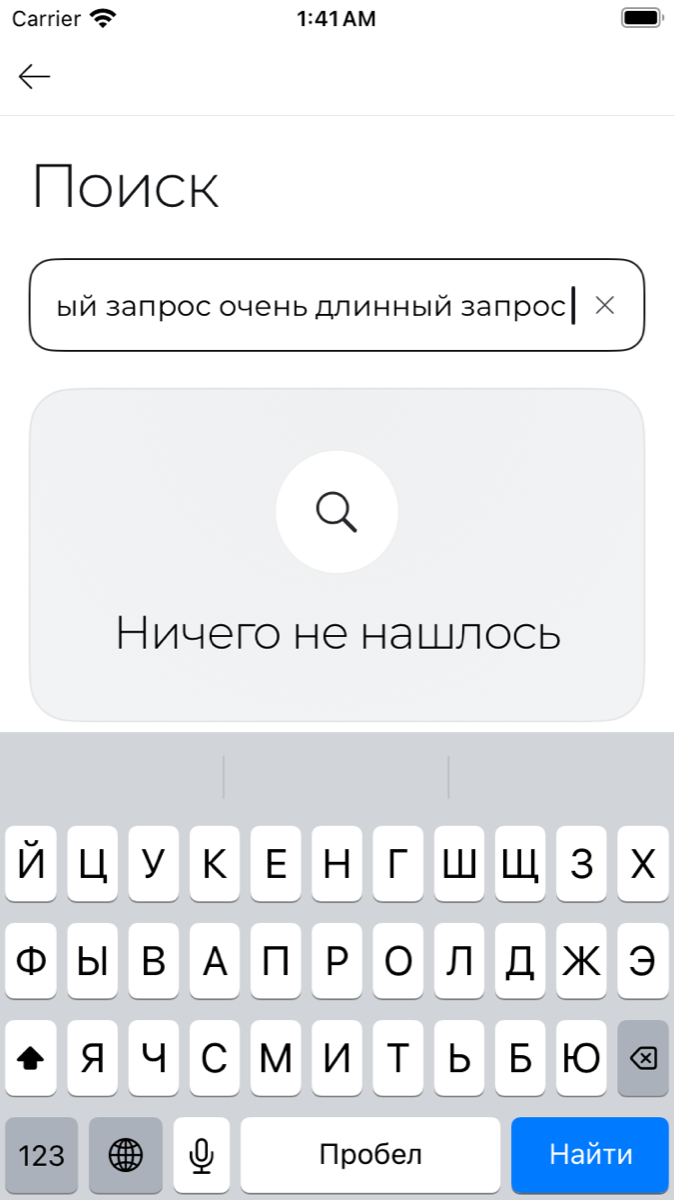 Carrier 1:41 AM
Поиск
ый запрос очень длинный запрос
Ничего не нашлось
Й Ц У К Е Н Г Ш Щ З Х
Ф Ы В А П Р О Л Д Ж Э
Я Ч С М И Т Ь Б Ю
123 Пробел Найти